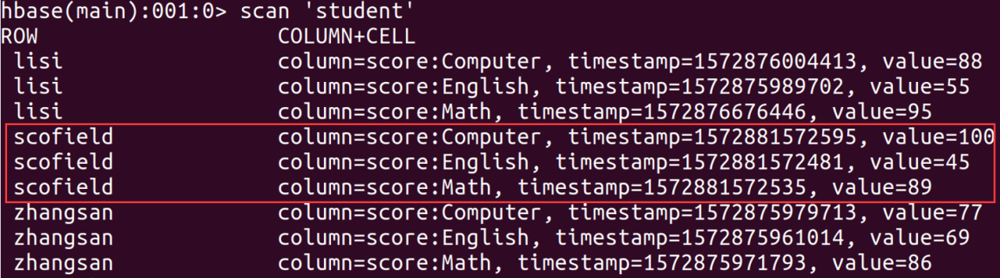 hbase(main):001:0> scan 'student'
ROW                   COLUMN+CELL
 lisi                 column=score:Computer, timestamp=1572876004413, value=88
 lisi                 column=score:English, timestamp=1572875989702, value=55
 lisi                 column=score:Math, timestamp=1572876676446, value=95
 scofield             column=score:Computer, timestamp=1572881572595, value=100
 scofield             column=score:English, timestamp=1572881572481, value=45
 scofield             column=score:Math, timestamp=1572881572535, value=89
 zhangsan             column=score:Computer, timestamp=1572875979713, value=77
 zhangsan             column=score:English, timestamp=1572875961014, value=69
 zhangsan             column=score:Math, timestamp=1572875971793, value=86